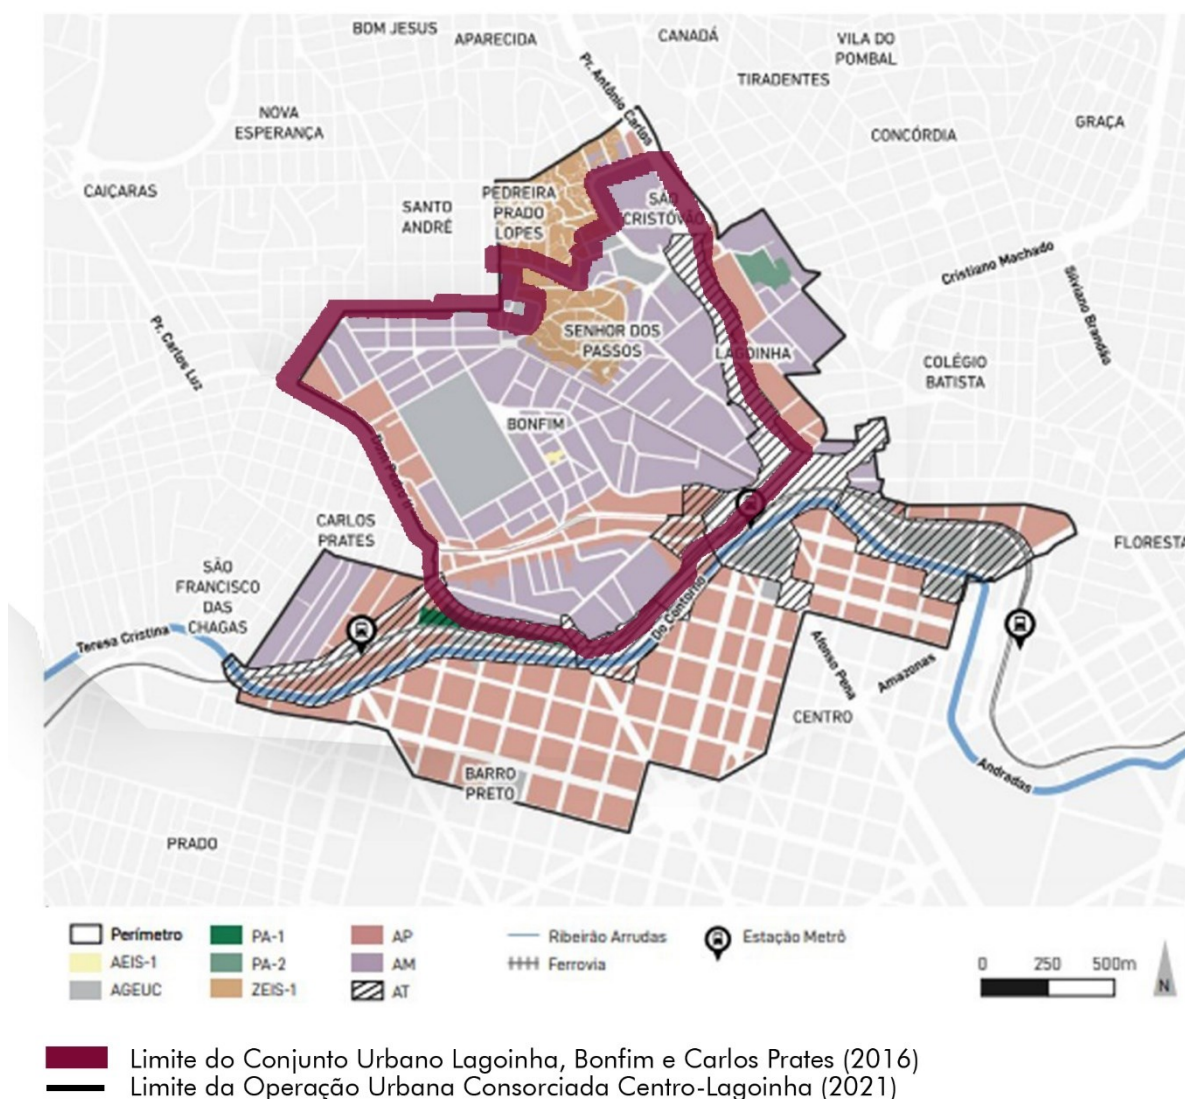 BOM JESUS
APARECIDA
CANADÁ
VILA DO
POMBAL
TIRADENTES
Pr. Antônio Carlos
NOVA
ESPERANÇA
CONCÓRDIA
GRAÇA
CAIÇARAS
SANTO
ANDRÉ
PEDREIRA
PRADO
LOPES
SÃO
CRISTÓVÃO
Cristiano Machado
Silviano Brandão
Pr. Carlos Luz
SENHOR DOS
PASSOS
LAGOINHA
COLÉGIO
BATISTA
BONFIM
CARLOS
PRATES
FLORESTA
SÃO
FRANCISCO
DAS
CHAGAS
Teresa Cristina
Do Contorno
Afonso Pena
Amazonas
CENTRO
Andradas
BARRO
PRETO
PRADO
Perímetro
PA-1
AP
Ribeirão Arrudas
Estação Metrô
AEIS-1
PA-2
AM
Ferrovia
AGEUC
ZEIS-1
AT
0 250 500m
N
Limite do Conjunto Urbano Lagoinha, Bonfim e Carlos Prates (2016)
Limite da Operação Urbana Consorciada Centro-Lagoinha (2021)